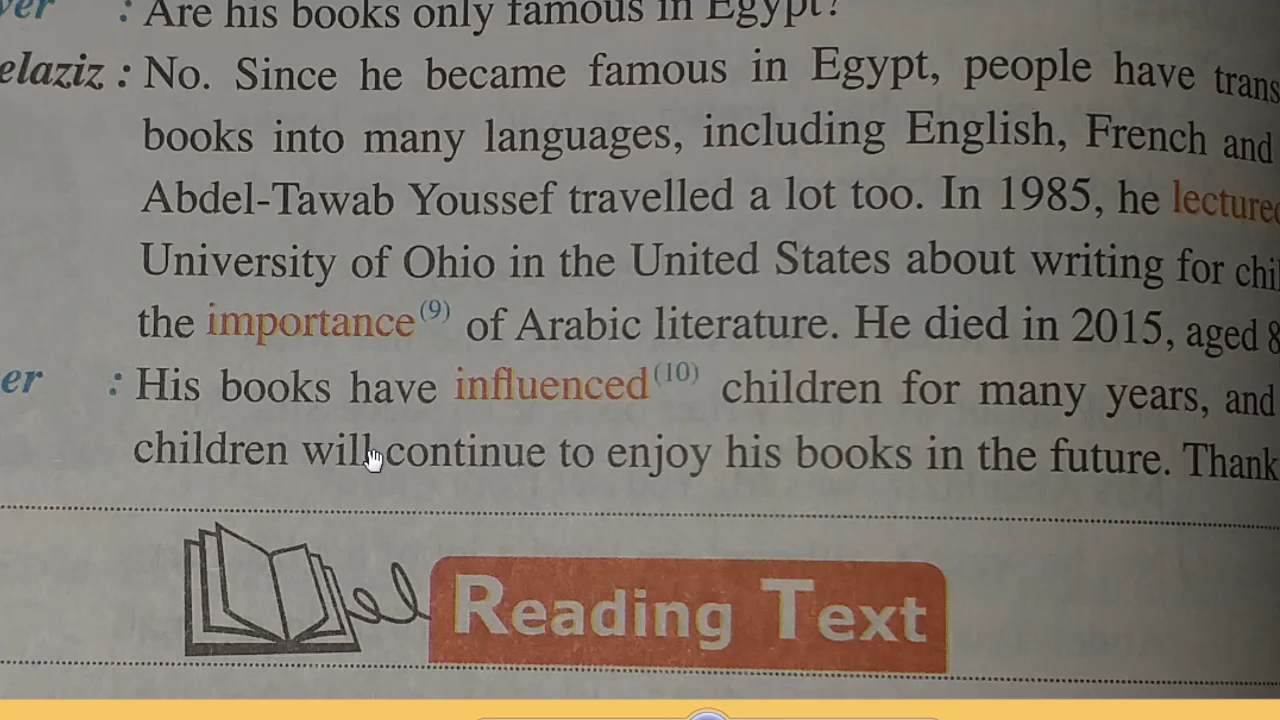 : Are his books only famous in Egypt?
elaziz : No. Since he became famous in Egypt, people have
books into many languages, including English, French and
Abdel-Tawab Youssef travelled a lot too. In 1985, he lectured
University of Ohio in the United States about writing for
the importance(9) of Arabic literature. He died in 2015, aged
er : His books have influenced(10) children for many years, and
children will continue to enjoy his books in the future. Thank
Reading Text